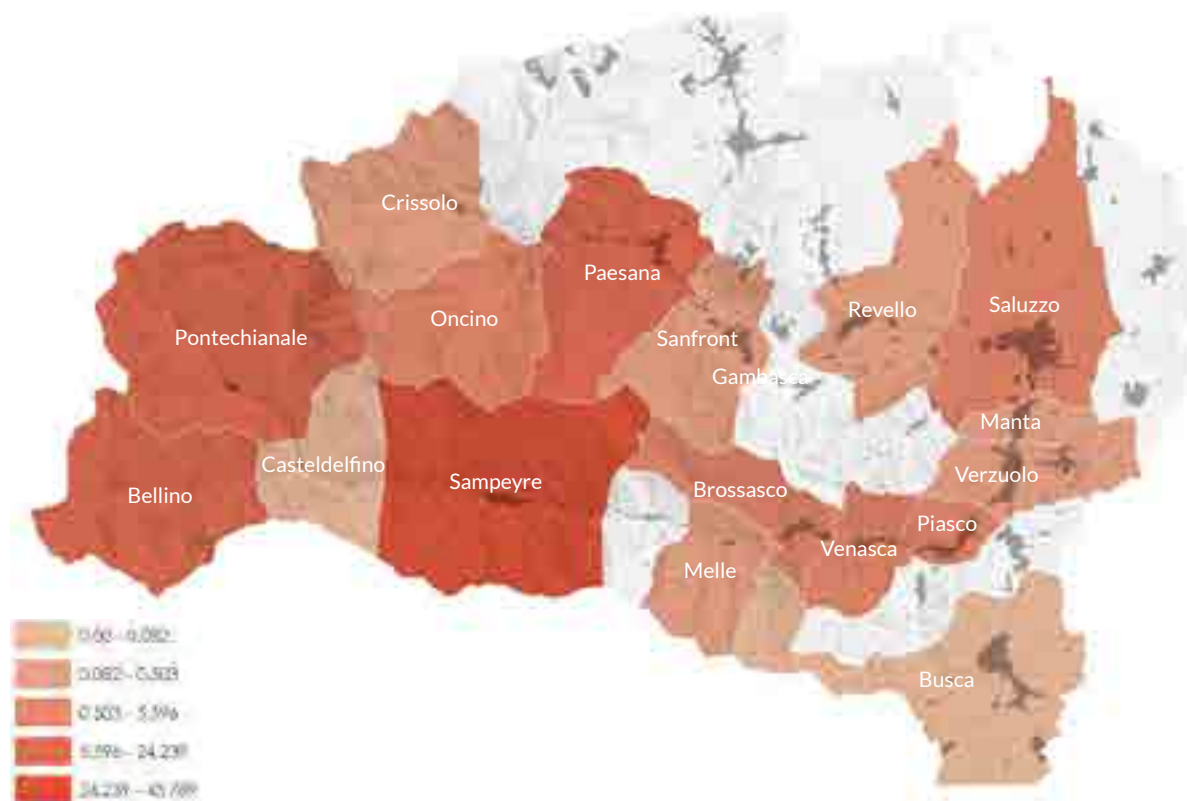 Crissolo
Paesana
Saluzzo
Revello
Oncino
Pontechianale
Sanfront
Gambasca
Manta
Casteldelfino
Verzuolo
Sampeyre
Brossasco
Bellino
Piasco
Venasca
Melle
Busca